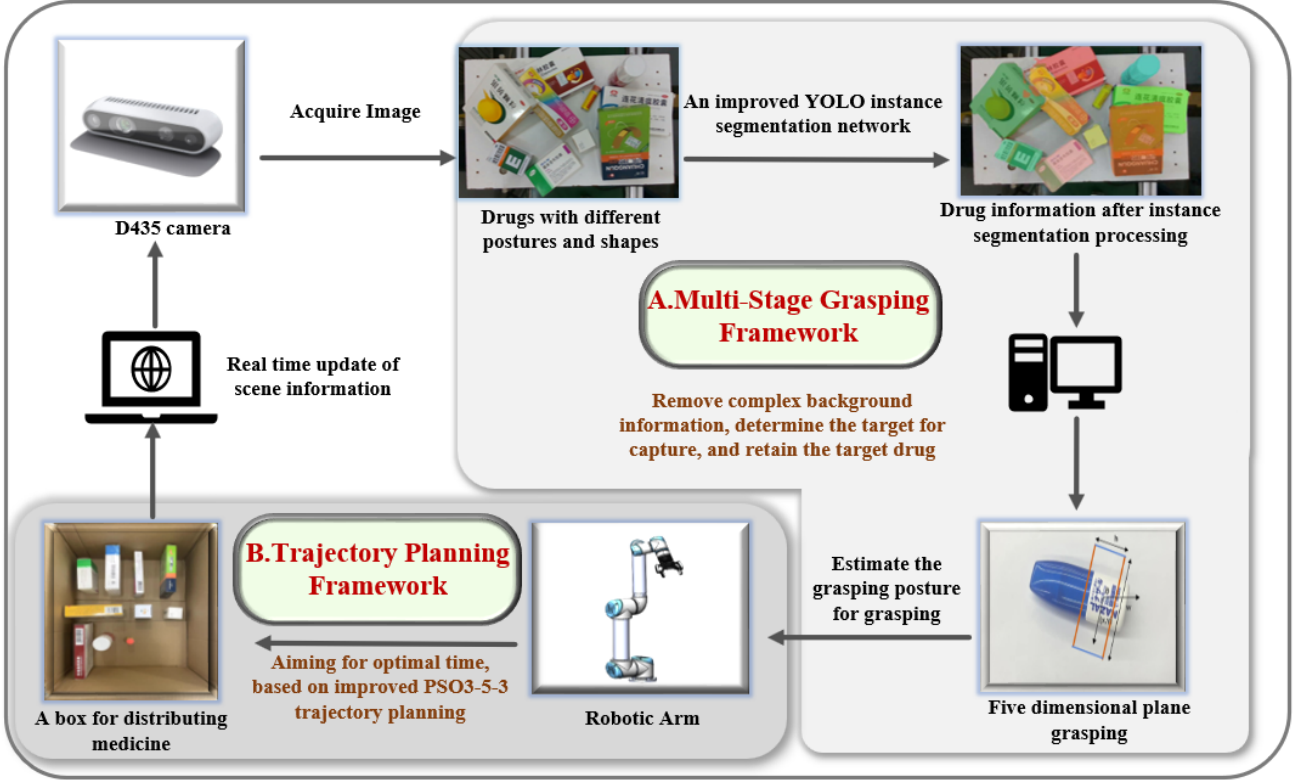 Acquire Image
D435 camera
Drugs with different
postures and shapes
An improved YOLO instance
segmentation network
Drug information after instance
segmentation processing
A.Multi-Stage Grasping
Framework
Remove complex background
information, determine the target for
capture, and retain the target drug
Real time update of
scene information
B.Trajectory Planning
Framework
Aiming for optimal time,
based on improved PSO3-5-3
trajectory planning
A box for distributing
medicine
Robotic Arm
Estimate the
grasping posture
for grasping
NAZAL
h
Five dimensional plane
grasping